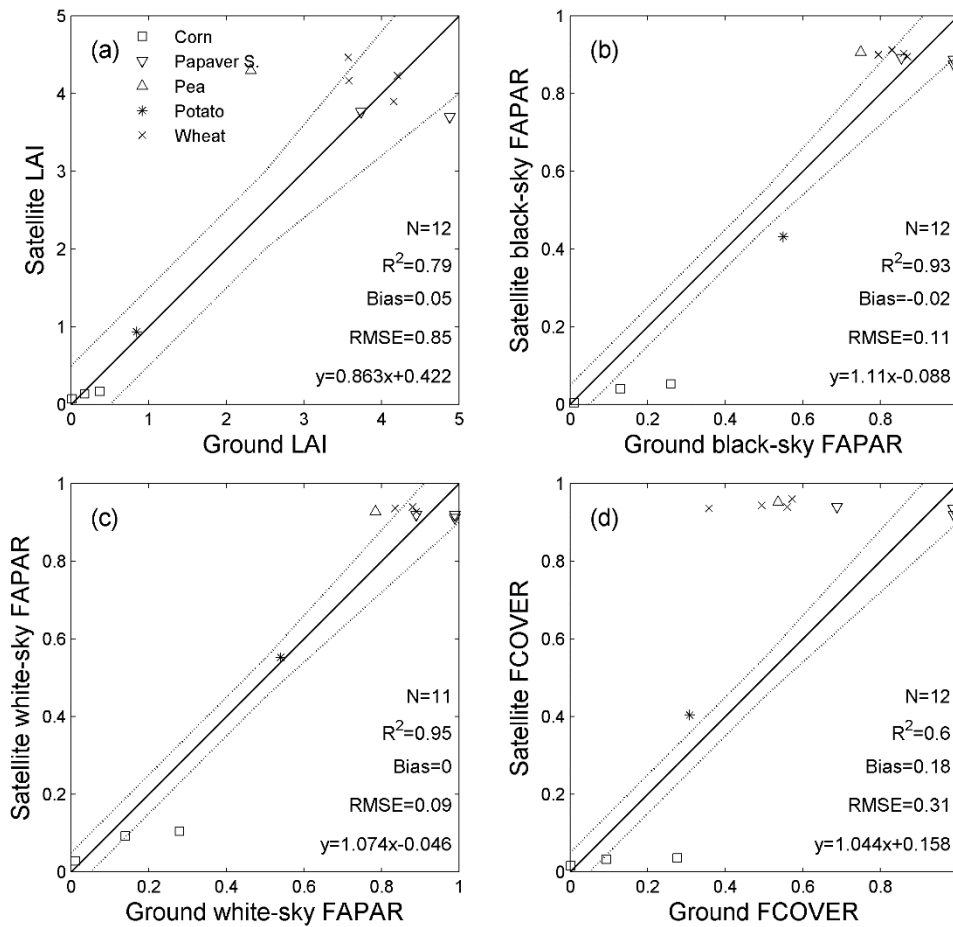 (a)
Corn
Papaver S.
Pea
Potato
Wheat
5
4
3
2
1
0
0 1 2 3 4 5
Satellite LAI
Ground LAI
N=12
R²=0.79
Bias=0.05
RMSE=0.85
y=0.863x+0.422
(b)
1
0.8
0.6
0.4
0.2
0
0 0.2 0.4 0.6 0.8
Satellite black-sky FAPAR
Ground black-sky FAPAR
N=12
R²=0.93
Bias=-0.02
RMSE=0.11
y=1.11x-0.088
(c)
1
0.8
0.6
0.4
0.2
0
0 0.2 0.4 0.6 0.8 1
Satellite white-sky FAPAR
Ground white-sky FAPAR
N=11
R²=0.95
Bias=0
RMSE=0.09
y=1.074x-0.046
(d)
1
0.8
0.6
0.4
0.2
0
0 0.2 0.4 0.6 0.8
Satellite FCOVER
Ground FCOVER
N=12
R²=0.6
Bias=0.18
RMSE=0.31
y=1.044x+0.158